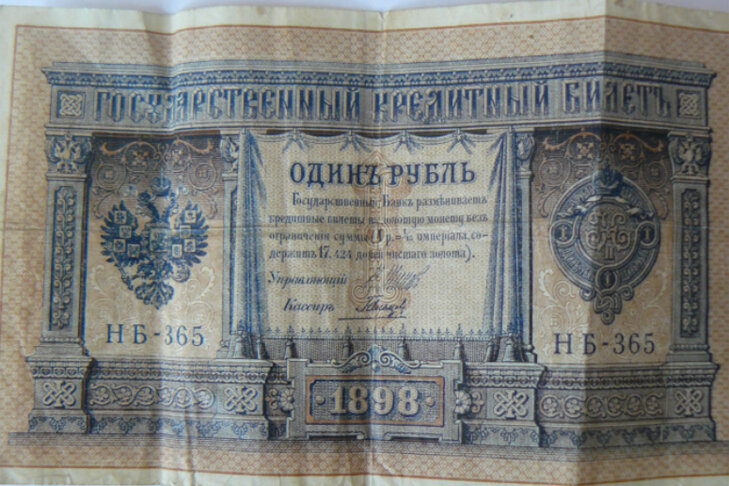 ГОСУДАРСТВЕННЫЙ КРЕДИТНЫЙ БИЛЕТЪ
ОДИНЪ РУБЛЬ
Государственный Банкъ размѣниваетъ
кредитные билеты на золотую монету безъ
ограниченія суммы (1 р. = 1/15 имперіала, со-
держитъ 17,424 долей чистаго золота).
Управляющій
Кассиръ
НБ-365
НБ-365
1898